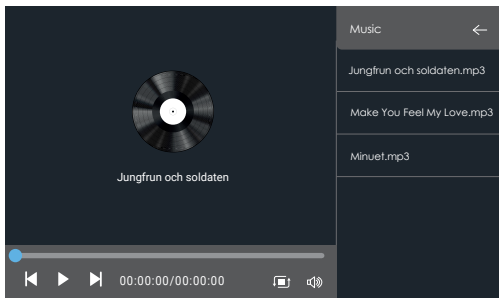 Music
Jungfrun och soldaten.mp3
Make You Feel My Love.mp3
Minuet.mp3
Jungfrun och soldaten
00:00:00/00:00:00